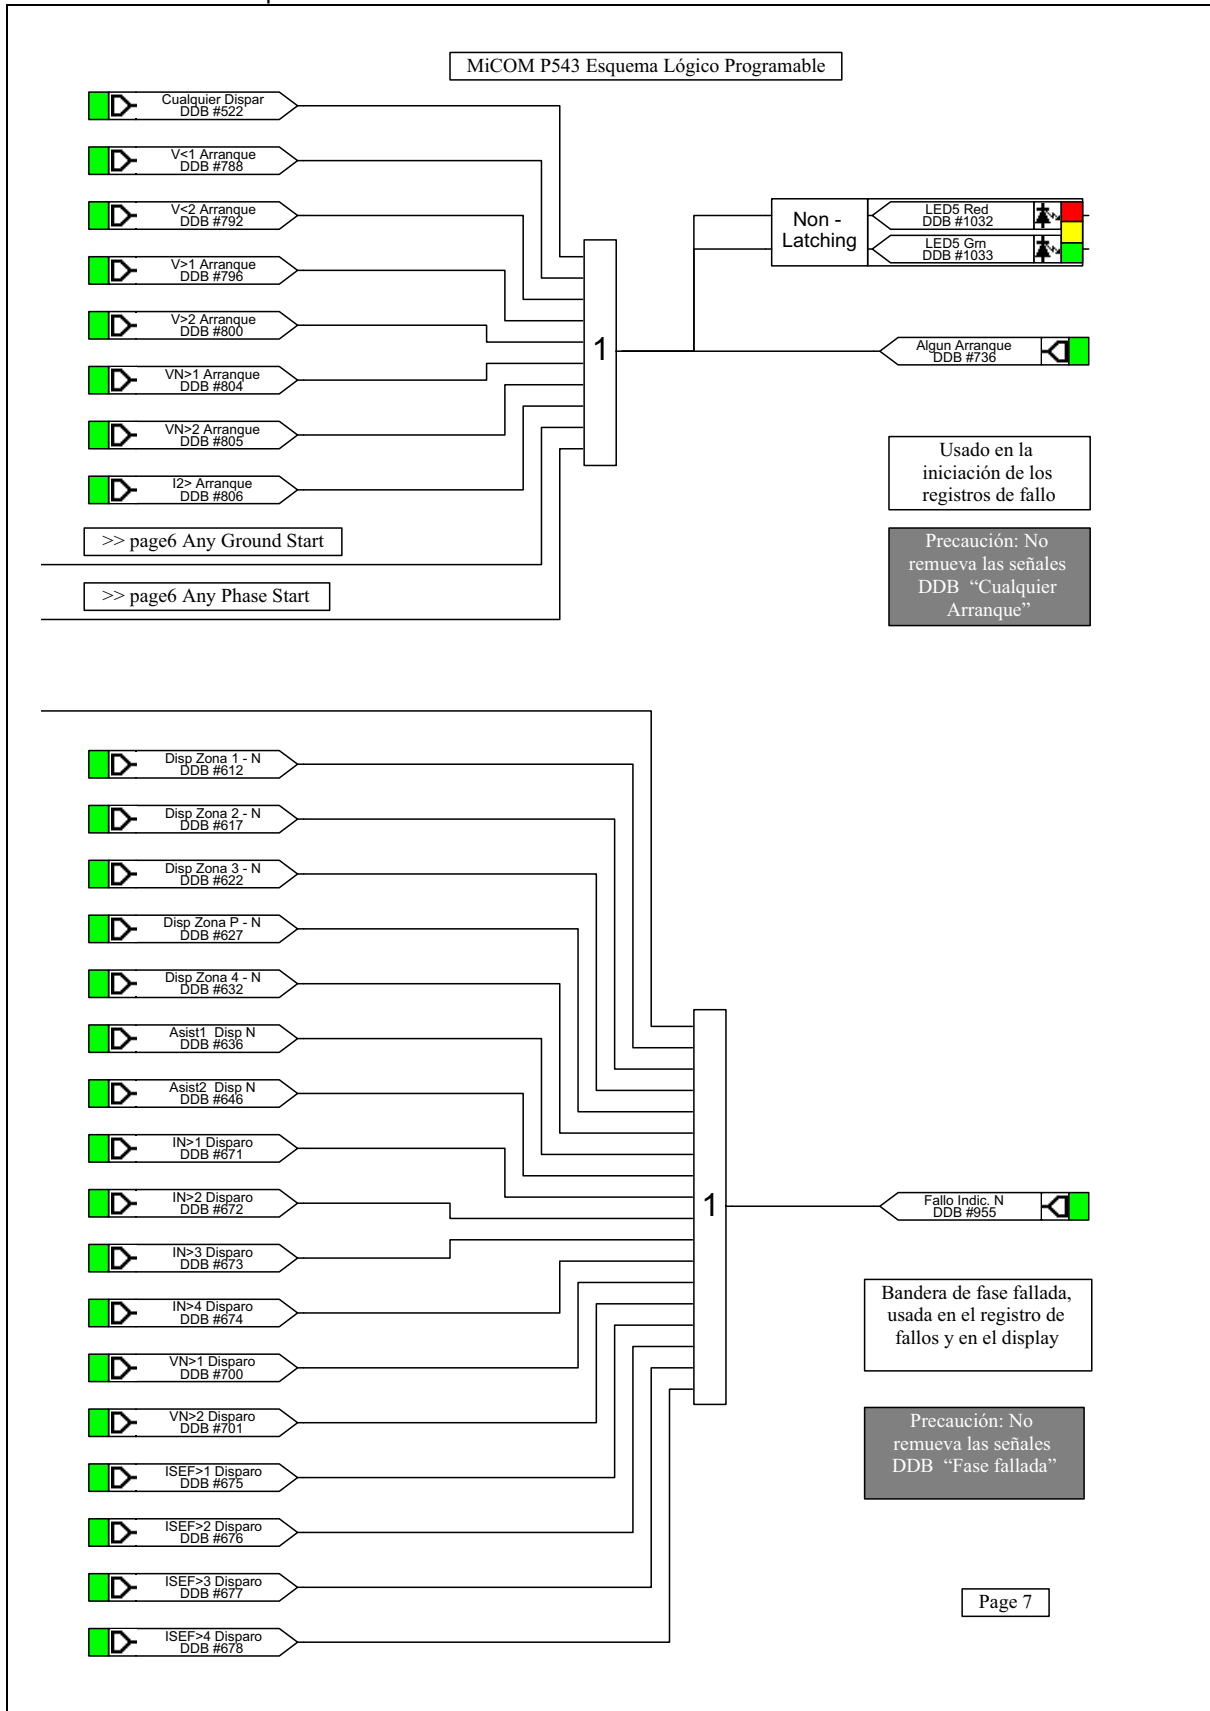 MiCOM P543 Esquema Lógico Programable
Cualquier Dispar
DDB #522
V<1 Arranque
DDB #788
V<2 Arranque
DDB #792
V>1 Arranque
DDB #796
V>2 Arranque
DDB #800
VN>1 Arranque
DDB #804
VN>2 Arranque
DDB #805
I2> Arranque
DDB #806
>> page6 Any Ground Start
>> page6 Any Phase Start
1
Non -
Latching
LED5 Red
DDB #1032
LED5 Grn
DDB #1033
Algun Arranque
DDB #736
Usado en la
iniciación de los
registros de fallo
Precaución: No
remueva las señales
DDB “Cualquier
Arranque”
Disp Zona 1 - N
DDB #612
Disp Zona 2 - N
DDB #617
Disp Zona 3 - N
DDB #622
Disp Zona P - N
DDB #627
Disp Zona 4 - N
DDB #632
Asist1 Disp N
DDB #636
Asist2 Disp N
DDB #646
IN>1 Disparo
DDB #671
IN>2 Disparo
DDB #672
IN>3 Disparo
DDB #673
IN>4 Disparo
DDB #674
VN>1 Disparo
DDB #700
VN>2 Disparo
DDB #701
ISEF>1 Disparo
DDB #675
ISEF>2 Disparo
DDB #676
ISEF>3 Disparo
DDB #677
ISEF>4 Disparo
DDB #678
1
Fallo Indic. N
DDB #955
Bandera de fase fallada,
usada en el registro de
fallos y en el display
Precaución: No
remueva las señales
DDB “Fase fallada”
Page 7